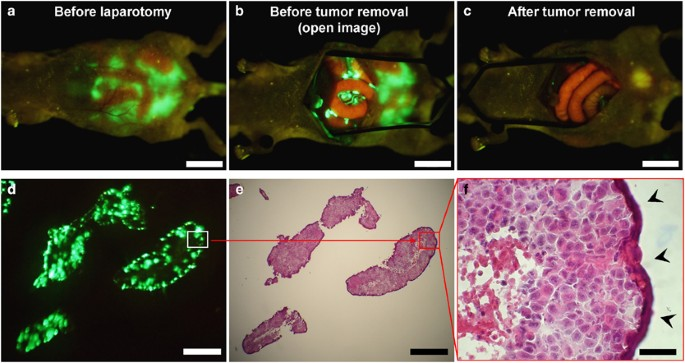 a
Before laparotomy
b
Before tumor removal
(open image)
c
After tumor removal
d
e
f